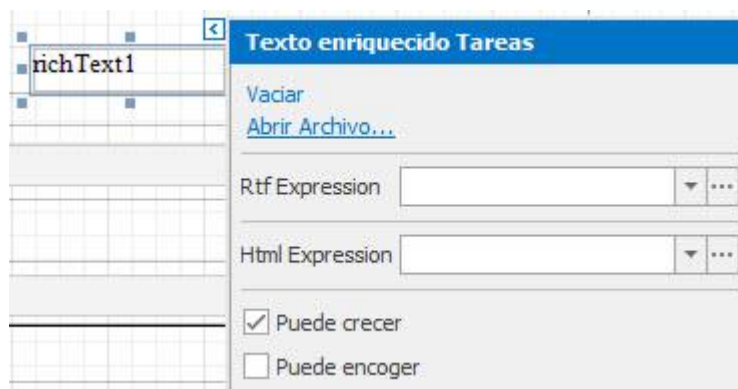 richText1
Texto enriquecido Tareas
Vaciar
Abrir Archivo...
Rtf Expression
Html Expression
Puede crecer
Puede encoger